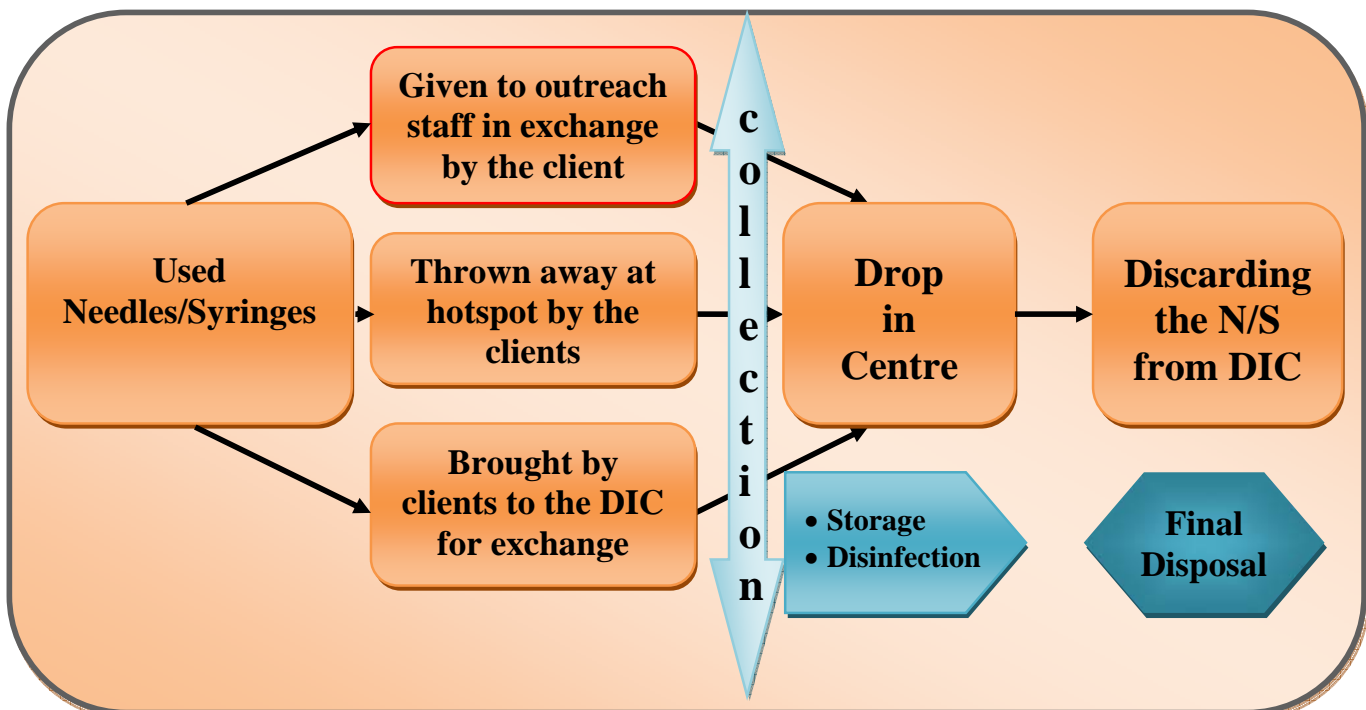 Given to outreach
staff in exchange
by the client
Used
Needles/Syringes
Thrown away at
hotspot by the
clients
Brought by
clients to the DIC
for exchange
collection
Drop
in
Centre
Discarding
the N/S
from DIC
• Storage
• Disinfection
Final
Disposal